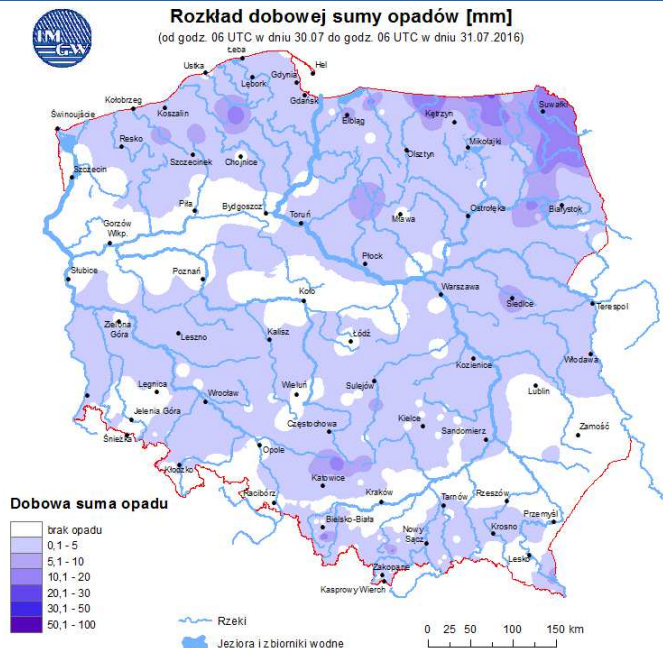 IM
GW
Rozkład dobowej sumy opadów [mm]
(od godz. 06 UTC w dniu 30.07 do godz. 06 UTC w dniu 31.07.2016)
Łeba
Ustka
Hel
Gdynia
Lębork
Gdańsk
Kołobrzeg
Koszalin
Suwałki
Świnoujście
Elbląg
Kętrzyn
Resko
Mikołajki
Olsztyn
Szczecinek
Chojnice
Szczecin
Piła
Bydgoszcz
Toruń
Mława
Ostrołęka
Białystok
Gorzów
Wlkp.
Płock
Słubice
Poznań
Koło
Warszawa
Siedlce
Terespol
Zielona
Góra
Leszno
Kalisz
Łódź
Kozienice
Włodawa
Legnica
Wrocław
Wieluń
Sulejów
Lublin
Jelenia Góra
Częstochowa
Kielce
Sandomierz
Zamość
Śnieżka
Opole
Kłodzko
Katowice
Racibórz
Kraków
Tarnów
Rzeszów
Przemyśl
Bielsko-Biała
Nowy
Sącz
Krosno
Lesko
Zakopane
Kasprowy Wierch
Dobowa suma opadu
brak opadu
0,1 - 5
5,1 - 10
10,1 - 20
20,1 - 30
30,1 - 50
50,1 - 100
Rzeki
Jeziora i zbiorniki wodne
0 25 50 100 150 km